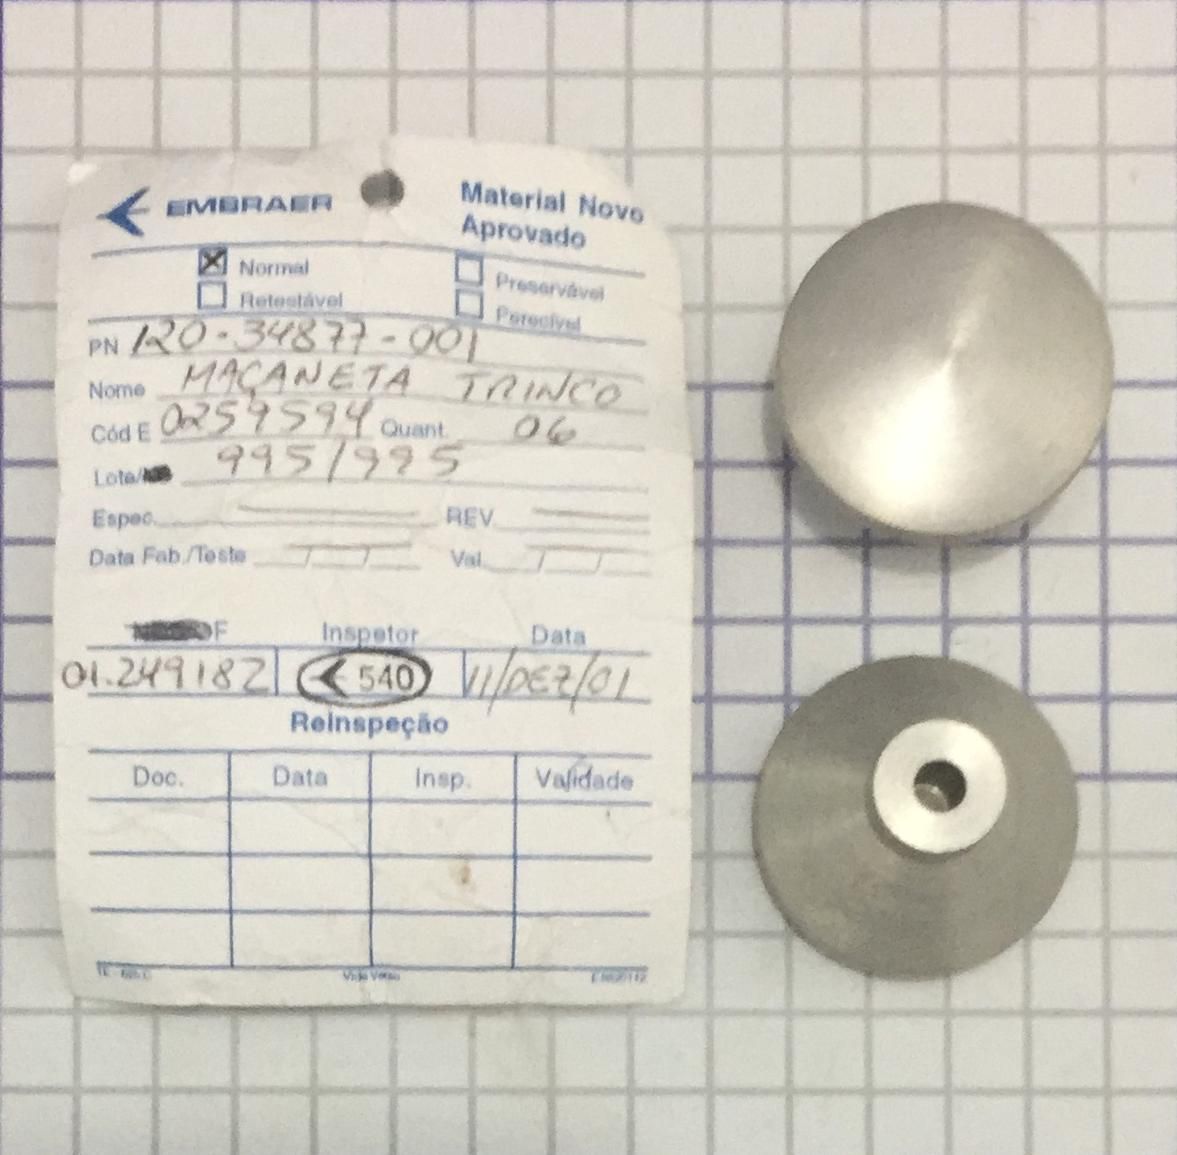 EMBRAER
Material Novo
Aprovado
Normal
Preservável
Retestável
Perecível
PN 120-34877-001
Nome MAÇANETA TRINCO
Cód E 0259594 Quant. 06
Lote/ 995/995
Espec. REV.
Data Fab./Teste / / Val. / /
F Inspetor Data
01.249182 540 11/DEZ/01
Reinspeção
Doc. Data Insp. Validade
Vide Verso